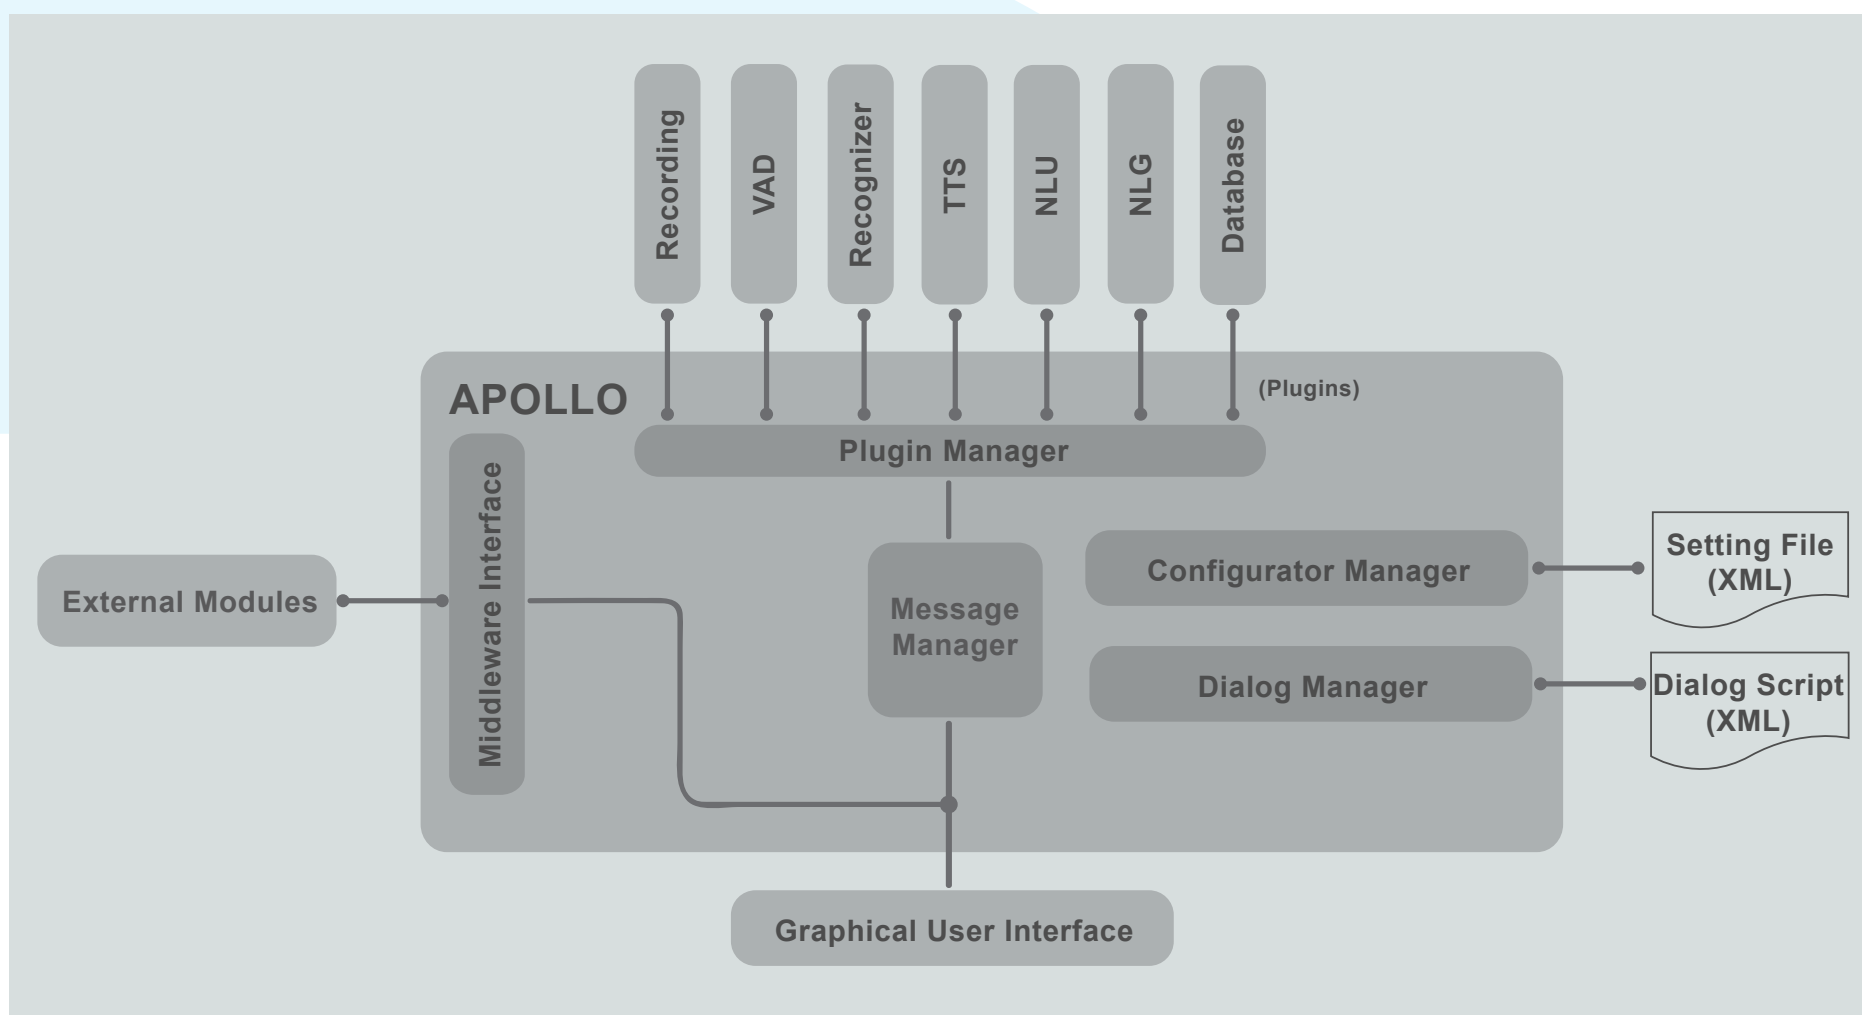 Recording
VAD
Recognizer
TTS
NLU
NLG
Database
APOLLO
(Plugins)
Plugin Manager
Middleware Interface
External Modules
Message
Manager
Configurator Manager
Setting File
(XML)
Dialog Manager
Dialog Script
(XML)
Graphical User Interface